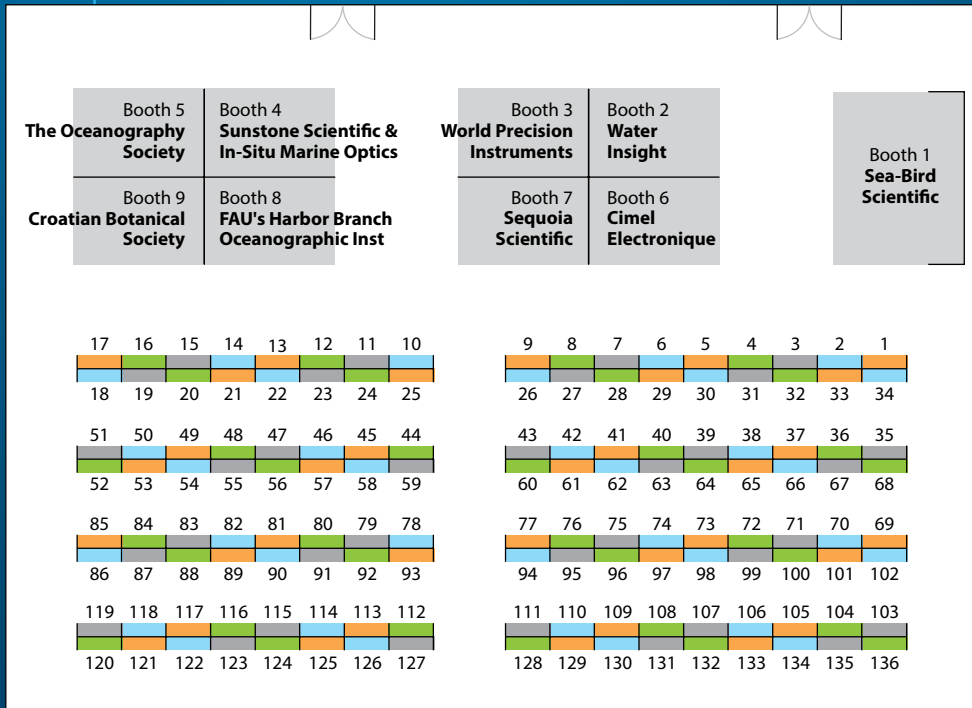 Booth 5
The Oceanography
Society
Booth 4
Sunstone Scientific &
In-Situ Marine Optics
Booth 3
World Precision
Instruments
Booth 2
Water
Insight
Booth 1
Sea-Bird
Scientific
Booth 9
Croatian Botanical
Society
Booth 8
FAU's Harbor Branch
Oceanographic Inst
Booth 7
Sequoia
Scientific
Booth 6
Cimel
Electronique
17 16 15 14 13 12 11 10 9 8 7 6 5 4 3 2 1
18 19 20 21 22 23 24 25 26 27 28 29 30 31 32 33 34
51 50 49 48 47 46 45 44 43 42 41 40 39 38 37 36 35
52 53 54 55 56 57 58 59 60 61 62 63 64 65 66 67 68
85 84 83 82 81 80 79 78 77 76 75 74 73 72 71 70 69
86 87 88 89 90 91 92 93 94 95 96 97 98 99 100 101 102
119 118 117 116 115 114 113 112 111 110 109 108 107 106 105 104 103
120 121 122 123 124 125 126 127 128 129 130 131 132 133 134 135 136